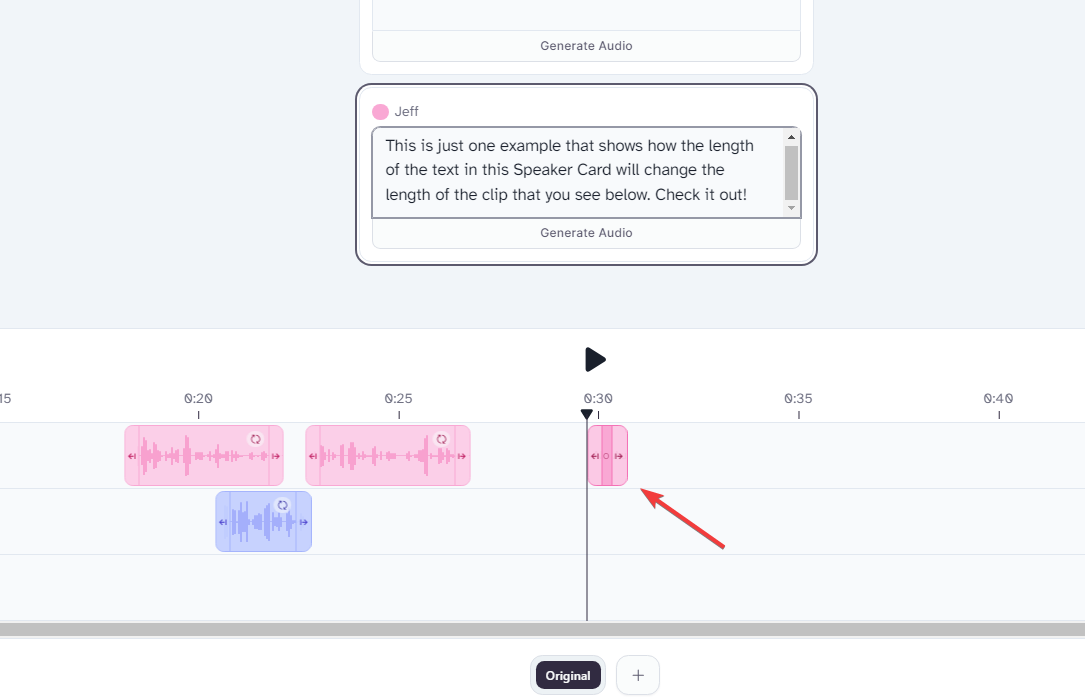 Generate Audio
Jeff
This is just one example that shows how the length
of the text in this Speaker Card will change the
length of the clip that you see below. Check it out!
Generate Audio
15 0:20 0:25 0:30 0:35 0:40
Original +